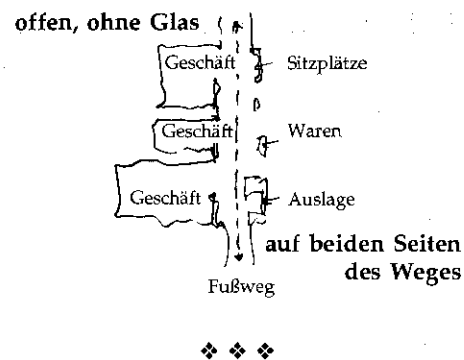 offen, ohne Glas
Geschäft Sitzplätze
Geschäft Waren
Geschäft Auslage
auf beiden Seiten
des Weges
Fußweg